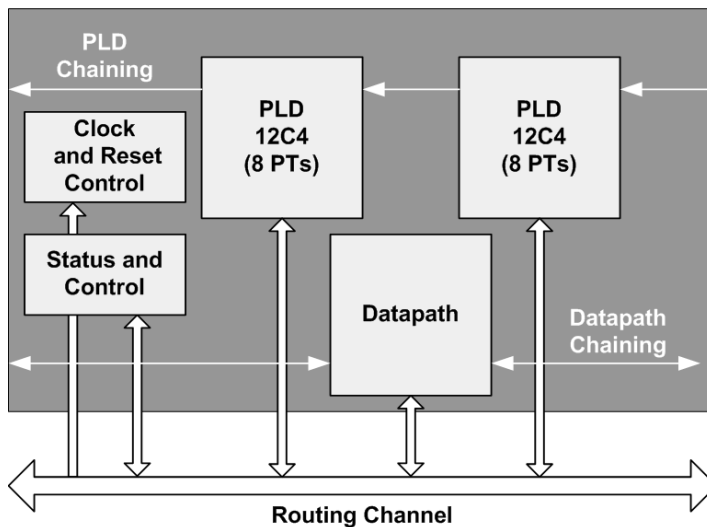 PLD
Chaining
PLD
12C4
(8 PTs)
PLD
12C4
(8 PTs)
Clock
and Reset
Control
Status and
Control
Datapath
Datapath
Chaining
Routing Channel